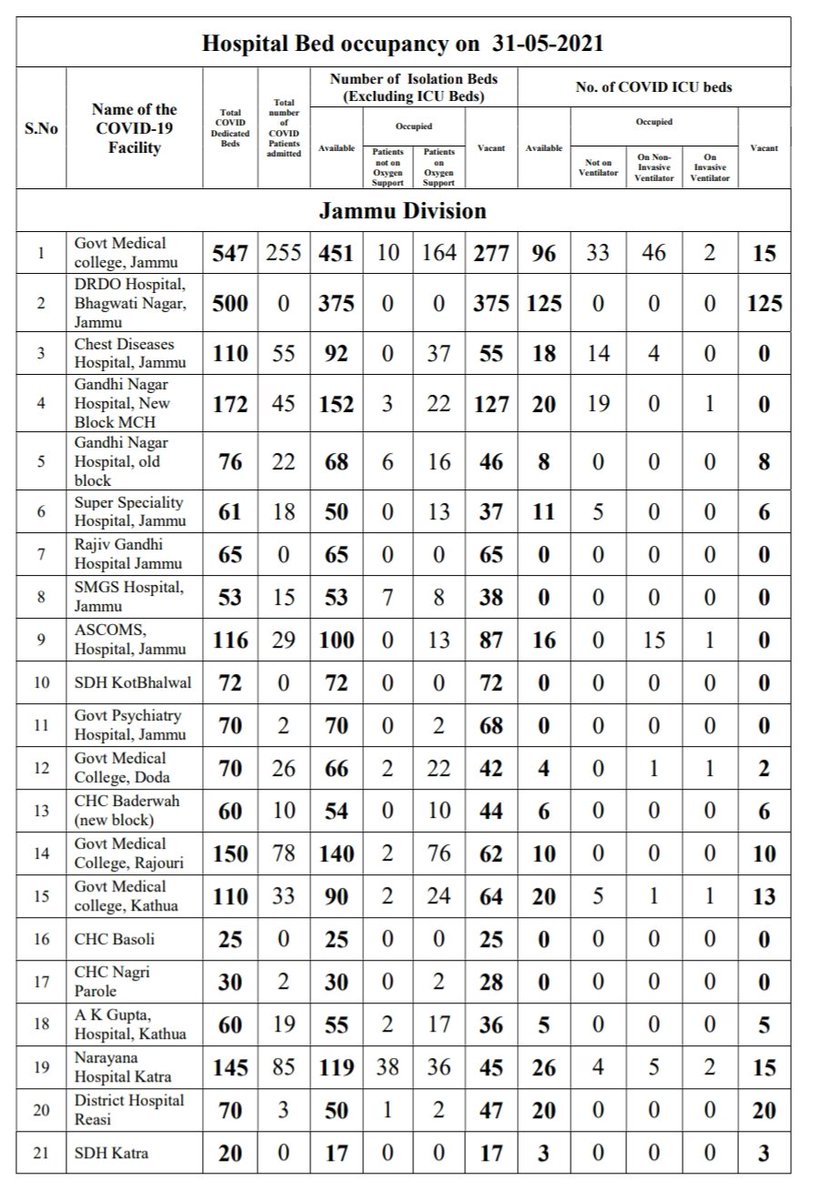 Hospital Bed occupancy on 31-05-2021
S.No
Name of the
COVID-19
Facility
Total
COVID
Dedicated
Beds
Total
number
of
COVID
Patients
admitted
Number of Isolation Beds
(Excluding ICU Beds)
No. of COVID ICU beds
Available
Occupied
Patients
not on
Oxygen
Support
Patients
on
Oxygen
Support
Vacant
Available
Occupied
Not on
Ventilator
On Non-
Invasive
Ventilator
On
Invasive
Ventilator
Vacant
Jammu Division
1 Govt Medical
college, Jammu 547 255 451 10 164 277 96 33 46 2 15
2 DRDO Hospital,
Bhagwati Nagar,
Jammu 500 0 375 0 0 375 125 0 0 0 125
3 Chest Diseases
Hospital, Jammu 110 55 92 0 37 55 18 14 4 0 0
4 Gandhi Nagar
Hospital, New
Block MCH 172 45 152 3 22 127 20 19 0 1 0
5 Gandhi Nagar
Hospital, old
block 76 22 68 6 16 46 8 0 0 0 8
6 Super Speciality
Hospital, Jammu 61 18 50 0 13 37 11 5 0 0 6
7 Rajiv Gandhi
Hospital Jammu 65 0 65 0 0 65 0 0 0 0 0
8 SMGS Hospital,
Jammu 53 15 53 7 8 38 0 0 0 0 0
9 ASCOMS,
Hospital, Jammu 116 29 100 0 13 87 16 0 15 1 0
10 SDH KotBhalwal 72 0 72 0 0 72 0 0 0 0 0
11 Govt Psychiatry
Hospital, Jammu 70 2 70 0 2 68 0 0 0 0 0
12 Govt Medical
College, Doda 70 26 66 2 22 42 4 0 1 1 2
13 CHC Baderwah
(new block) 60 10 54 0 10 44 6 0 0 0 6
14 Govt Medical
College, Rajouri 150 78 140 2 76 62 10 0 0 0 10
15 Govt Medical
college, Kathua 110 33 90 2 24 64 20 5 1 1 13
16 CHC Basoli 25 0 25 0 0 25 0 0 0 0 0
17 CHC Nagri
Parole 30 2 30 0 2 28 0 0 0 0 0
18 A K Gupta,
Hospital, Kathua 60 19 55 2 17 36 5 0 0 0 5
19 Narayana
Hospital Katra 145 85 119 38 36 45 26 4 5 2 15
20 District Hospital
Reasi 70 3 50 1 2 47 20 0 0 0 20
21 SDH Katra 20 0 17 0 0 17 3 0 0 0 3